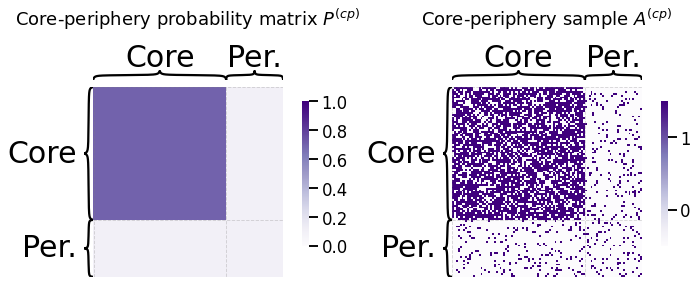 Core-periphery probability matrix P^(cp)
Core-periphery sample A^(cp)
Core
Per.
Core
Per.
1.0
0.8
0.6
0.4
0.2
0.0
Core
Per.
Core
Per.
1
0